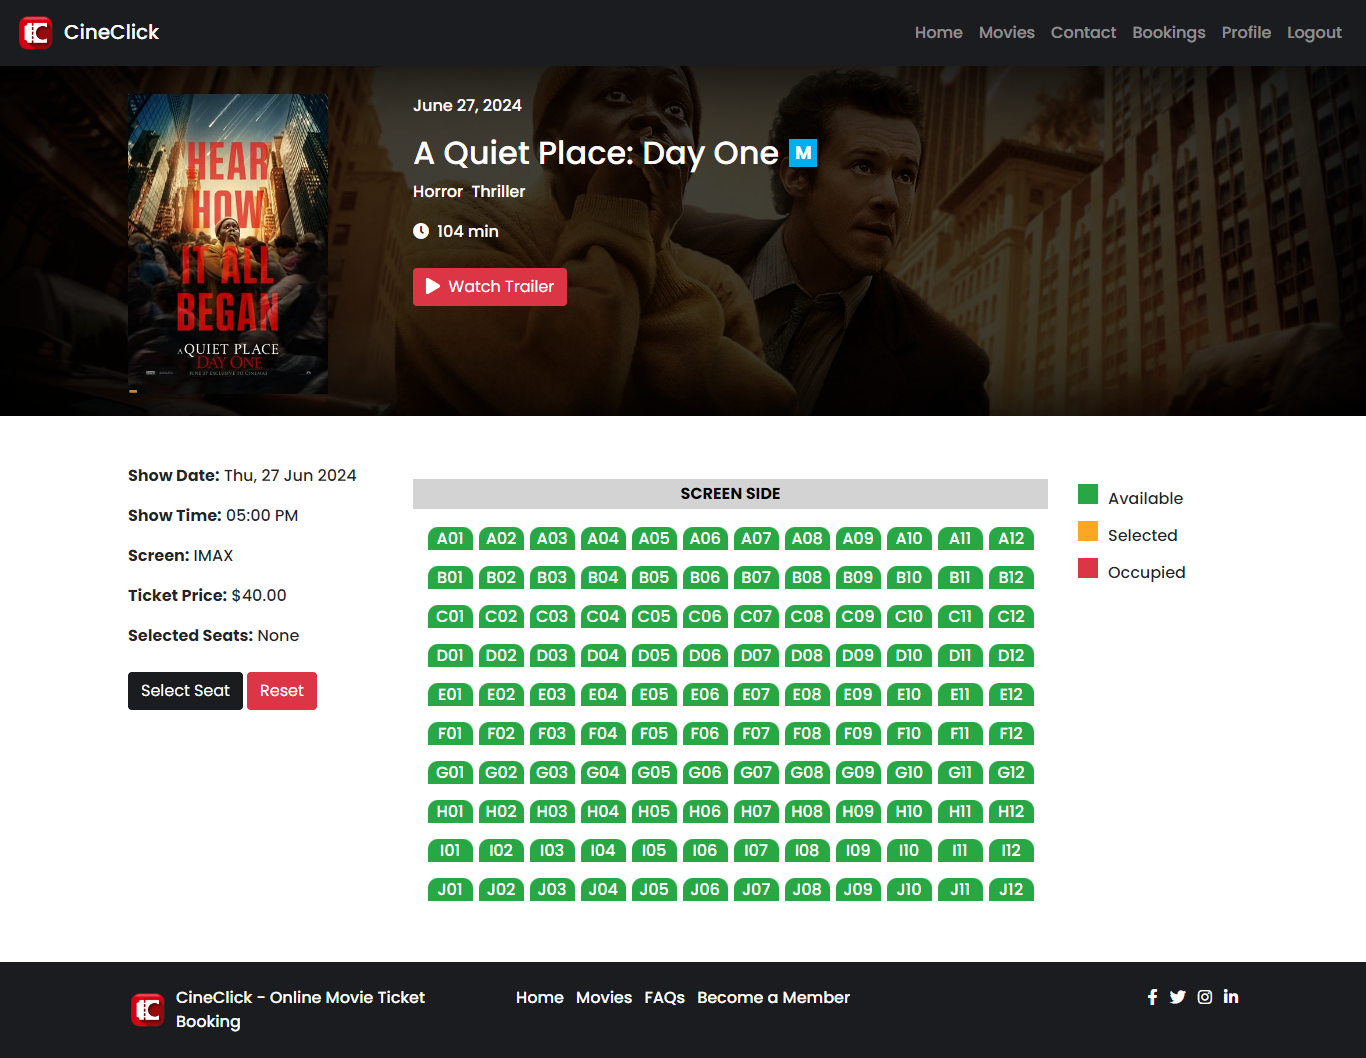 CineClick
Home Movies Contact Bookings Profile Logout
HEAR
HOW
IT ALL
BEGAN
A QUIET PLACE
DAY ONE
JUNE 27 EXCLUSIVE TO CINEMAS
June 27, 2024
A Quiet Place: Day One M
Horror Thriller
104 min
Watch Trailer
Show Date: Thu, 27 Jun 2024
Show Time: 05:00 PM
Screen: IMAX
Ticket Price: $40.00
Selected Seats: None
Select Seat Reset
SCREEN SIDE
A01 A02 A03 A04 A05 A06 A07 A08 A09 A10 A11 A12
B01 B02 B03 B04 B05 B06 B07 B08 B09 B10 B11 B12
C01 C02 C03 C04 C05 C06 C07 C08 C09 C10 C11 C12
D01 D02 D03 D04 D05 D06 D07 D08 D09 D10 D11 D12
E01 E02 E03 E04 E05 E06 E07 E08 E09 E10 E11 E12
F01 F02 F03 F04 F05 F06 F07 F08 F09 F10 F11 F12
G01 G02 G03 G04 G05 G06 G07 G08 G09 G10 G11 G12
H01 H02 H03 H04 H05 H06 H07 H08 H09 H10 H11 H12
I01 I02 I03 I04 I05 I06 I07 I08 I09 I10 I11 I12
J01 J02 J03 J04 J05 J06 J07 J08 J09 J10 J11 J12
Available
Selected
Occupied
CineClick - Online Movie Ticket
Booking
Home Movies FAQs Become a Member